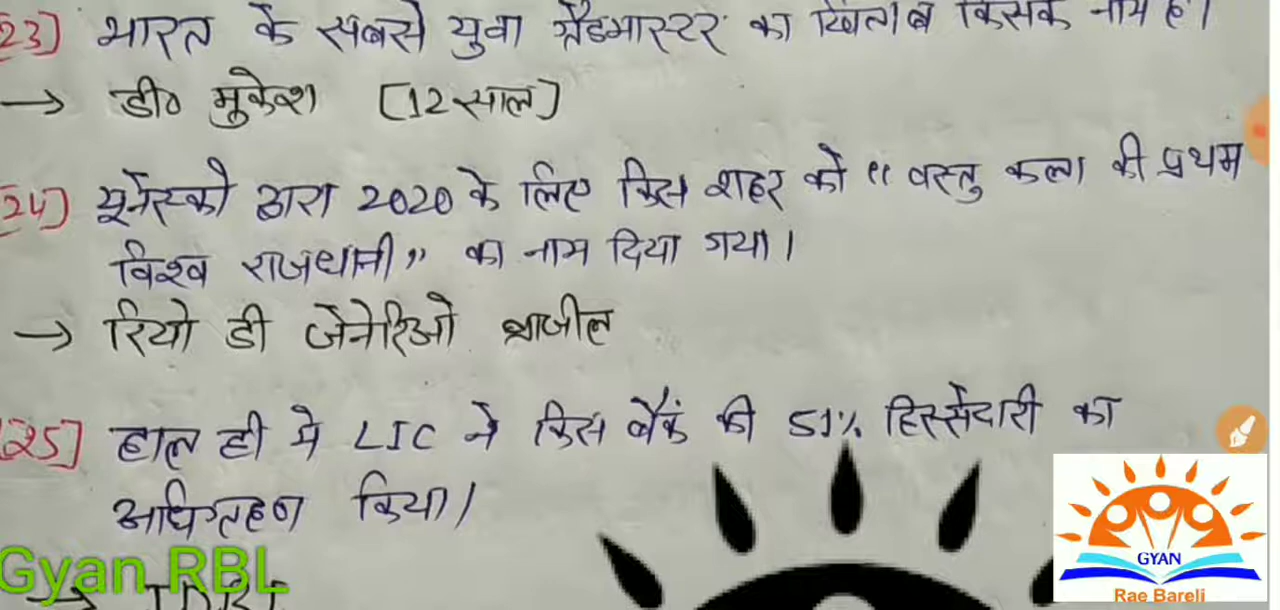 23] भारत के सबसे युवा ग्रैंडमास्टर का खिताब किसके नाम है।
→ डी॰ मुकेश [12 साल]
24] यूनेस्को द्वारा 2020 के लिए किस शहर को "वस्तु कला की प्रथम
विश्व राजधानी" का नाम दिया गया।
→ रियो डी जेनेरिओ ब्राजील
25] हाल ही मे LIC ने किस बैंक की 51% हिस्सेदारी का
अधिग्रहण किया।
→ IDBI
Gyan RBL
GYAN
Rae Bareli